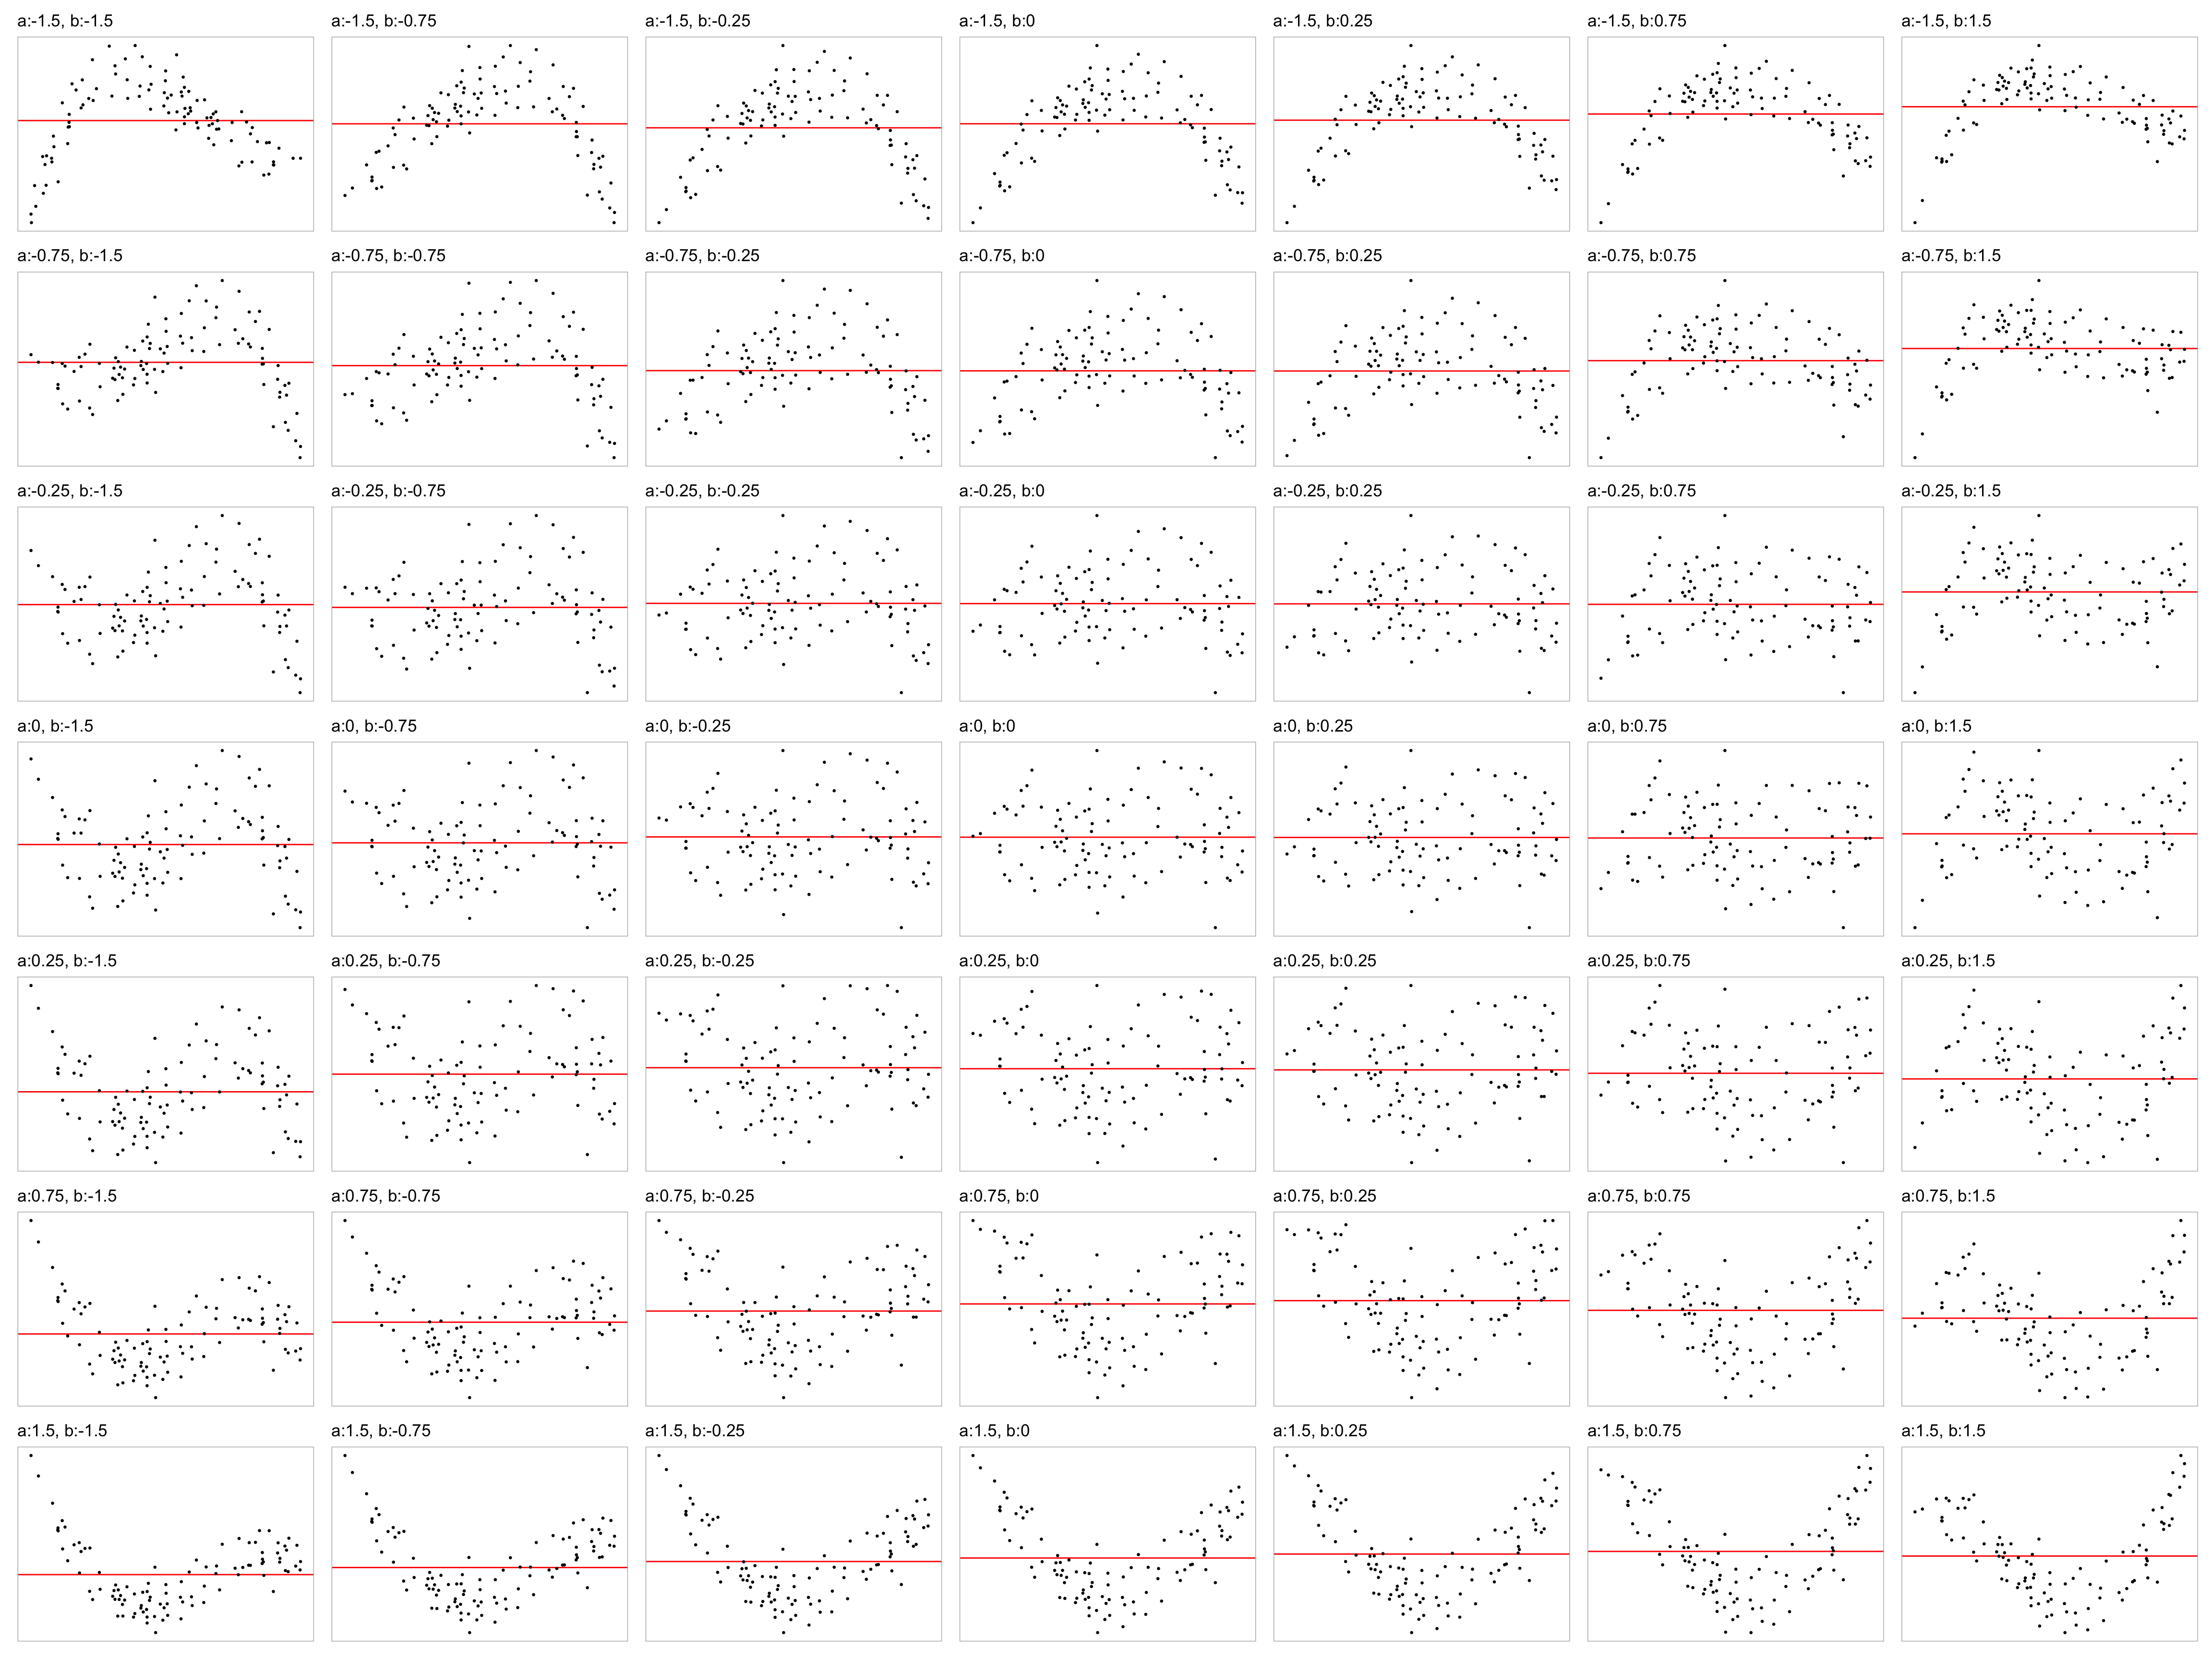 a:-1.5, b:-1.5
a:-1.5, b:-0.75
a:-1.5, b:-0.25
a:-1.5, b:0
a:-1.5, b:0.25
a:-1.5, b:0.75
a:-1.5, b:1.5
a:-0.75, b:-1.5
a:-0.75, b:-0.75
a:-0.75, b:-0.25
a:-0.75, b:0
a:-0.75, b:0.25
a:-0.75, b:0.75
a:-0.75, b:1.5
a:-0.25, b:-1.5
a:-0.25, b:-0.75
a:-0.25, b:-0.25
a:-0.25, b:0
a:-0.25, b:0.25
a:-0.25, b:0.75
a:-0.25, b:1.5
a:0, b:-1.5
a:0, b:-0.75
a:0, b:-0.25
a:0, b:0
a:0, b:0.25
a:0, b:0.75
a:0, b:1.5
a:0.25, b:-1.5
a:0.25, b:-0.75
a:0.25, b:-0.25
a:0.25, b:0
a:0.25, b:0.25
a:0.25, b:0.75
a:0.25, b:1.5
a:0.75, b:-1.5
a:0.75, b:-0.75
a:0.75, b:-0.25
a:0.75, b:0
a:0.75, b:0.25
a:0.75, b:0.75
a:0.75, b:1.5
a:1.5, b:-1.5
a:1.5, b:-0.75
a:1.5, b:-0.25
a:1.5, b:0
a:1.5, b:0.25
a:1.5, b:0.75
a:1.5, b:1.5